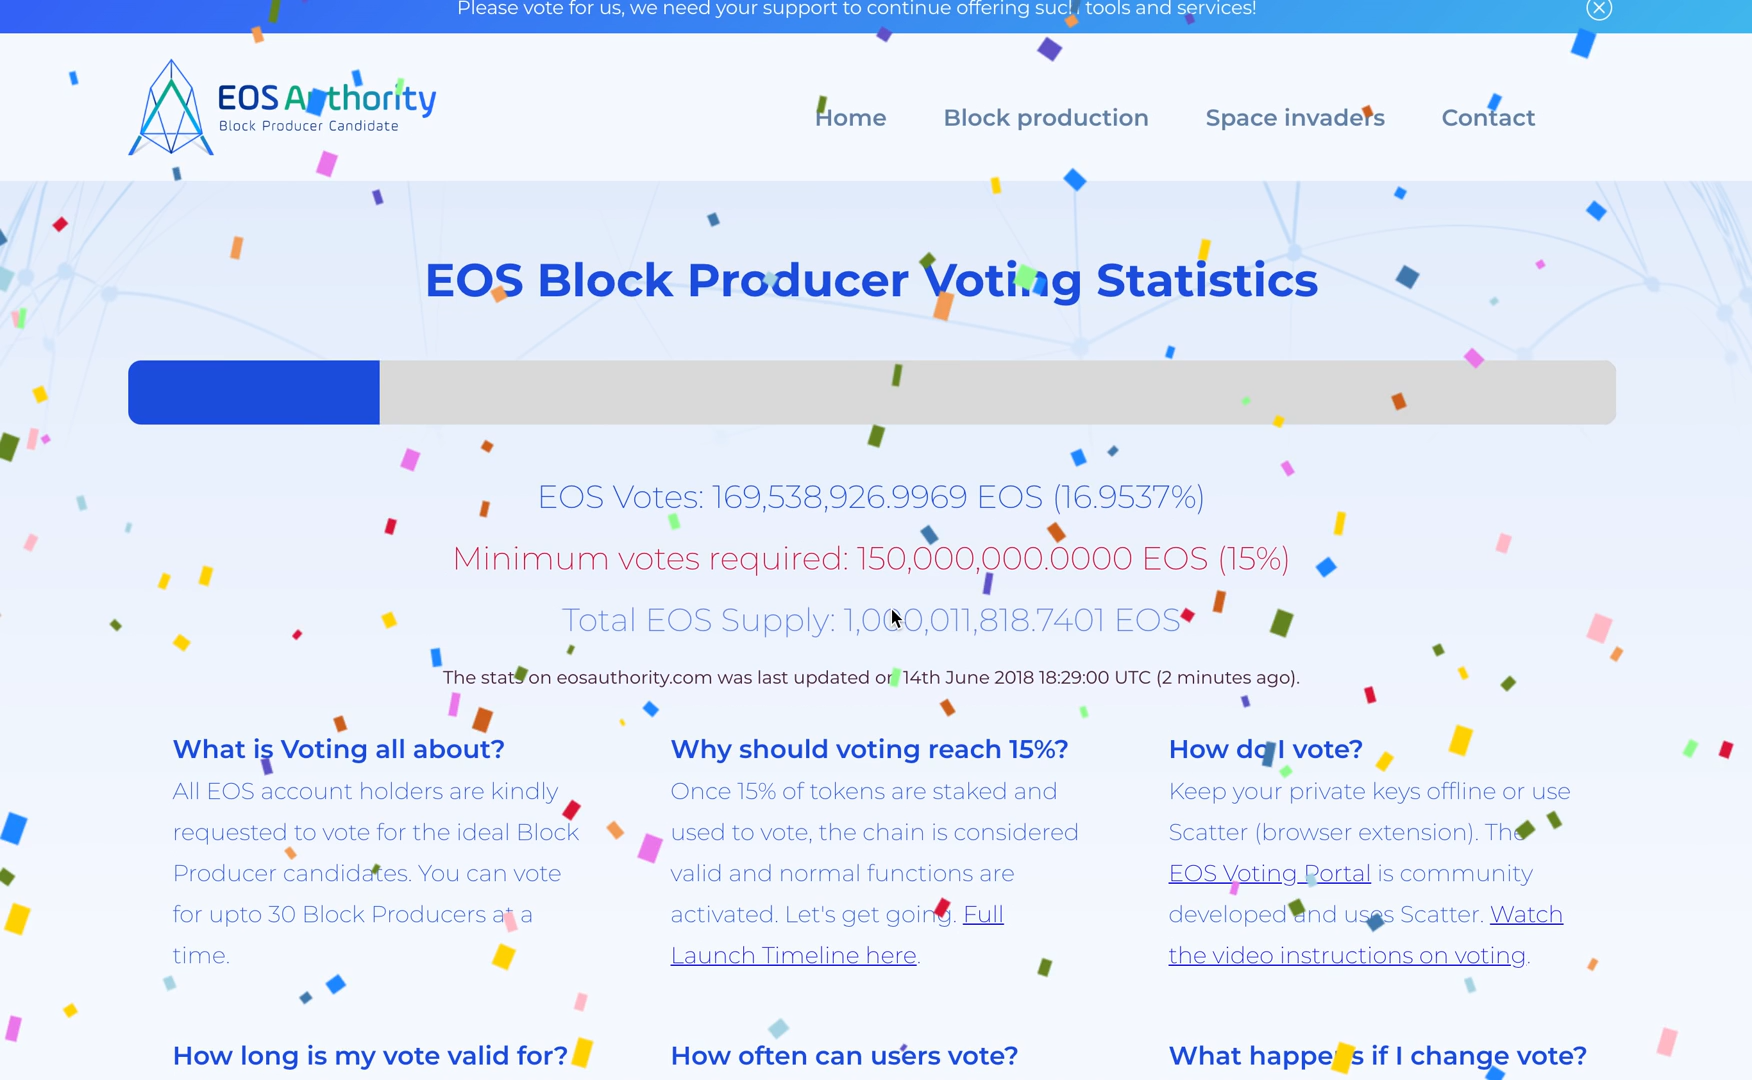 Please vote for us, we need your support to continue offering such tools and services!
EOS Authority
Block Producer Candidate
Home Block production Space invaders Contact
EOS Block Producer Voting Statistics
EOS Votes: 169,538,926.9969 EOS (16.9537%)
Minimum votes required: 150,000,000.0000 EOS (15%)
Total EOS Supply: 1,000,011,818.7401 EOS
The stats on eosauthority.com was last updated on 14th June 2018 18:29:00 UTC (2 minutes ago).
What is Voting all about?
All EOS account holders are kindly
requested to vote for the ideal Block
Producer candidates. You can vote
for upto 30 Block Producers at a
time.
Why should voting reach 15%?
Once 15% of tokens are staked and
used to vote, the chain is considered
valid and normal functions are
activated. Let's get going. Full
Launch Timeline here.
How do I vote?
Keep your private keys offline or use
Scatter (browser extension). The
EOS Voting Portal is community
developed and uses Scatter. Watch
the video instructions on voting.
How long is my vote valid for?
How often can users vote?
What happens if I change vote?